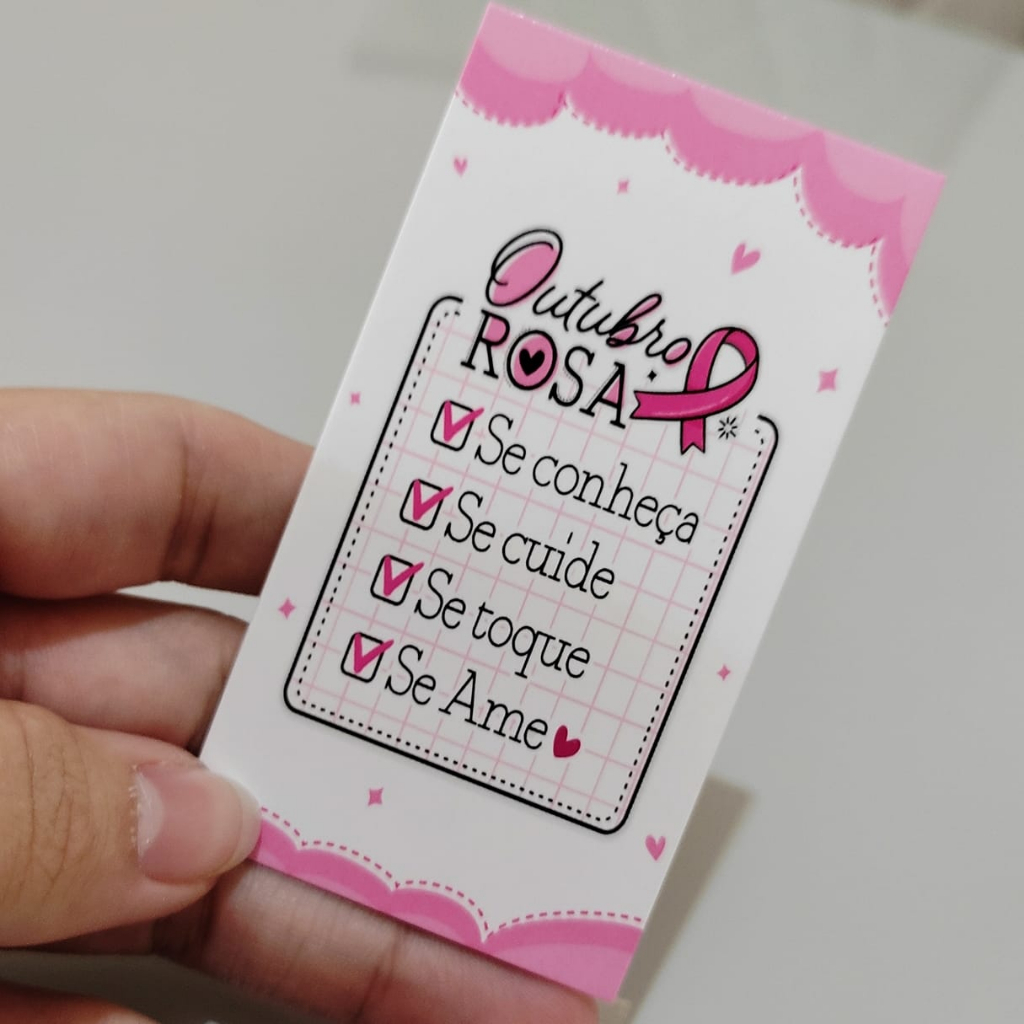 Outubro
ROSA
Se conheça
Se cuide
Se toque
Se Ame